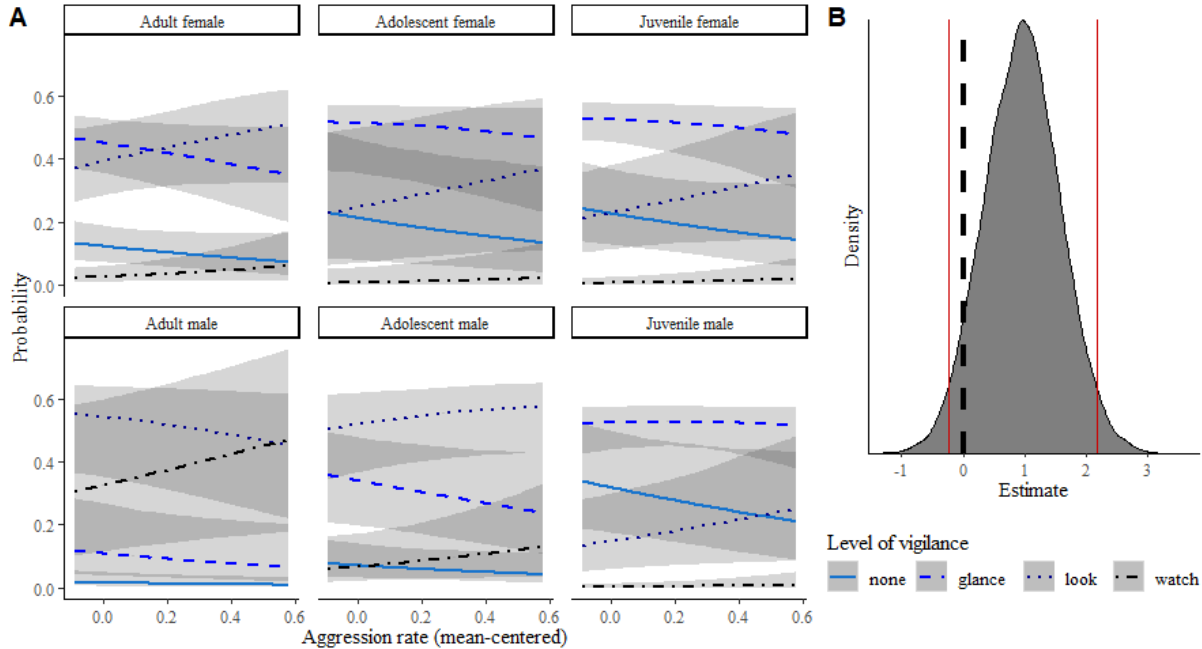 A
B
Adult female
Adolescent female
Juvenile female
0.6
0.4
0.2
0.0
Adult male
Adolescent male
Juvenile male
0.6
0.4
0.2
0.0
Probability
0.0 0.2 0.4 0.6
0.0 0.2 0.4 0.6
0.0 0.2 0.4 0.6
Aggression rate (mean-centered)
Density
-1 0 1 2 3
Estimate
Level of vigilance
none glance look watch